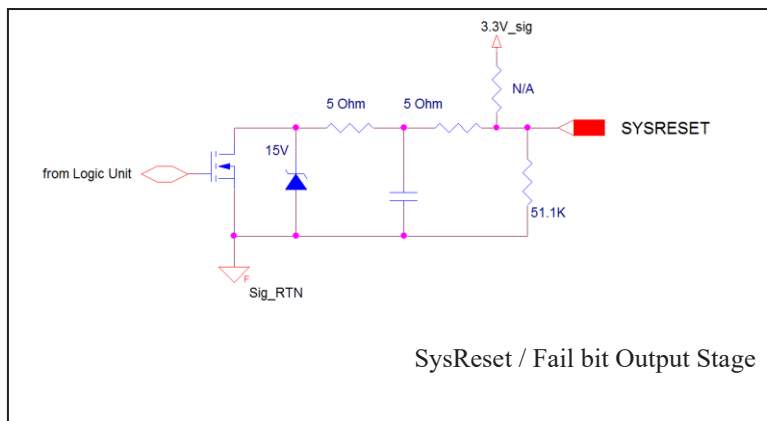 3.3V_sig
N/A
5 Ohm 5 Ohm
SYSRESET
15V
from Logic Unit
51.1K
F
Sig_RTN
SysReset / Fail bit Output Stage